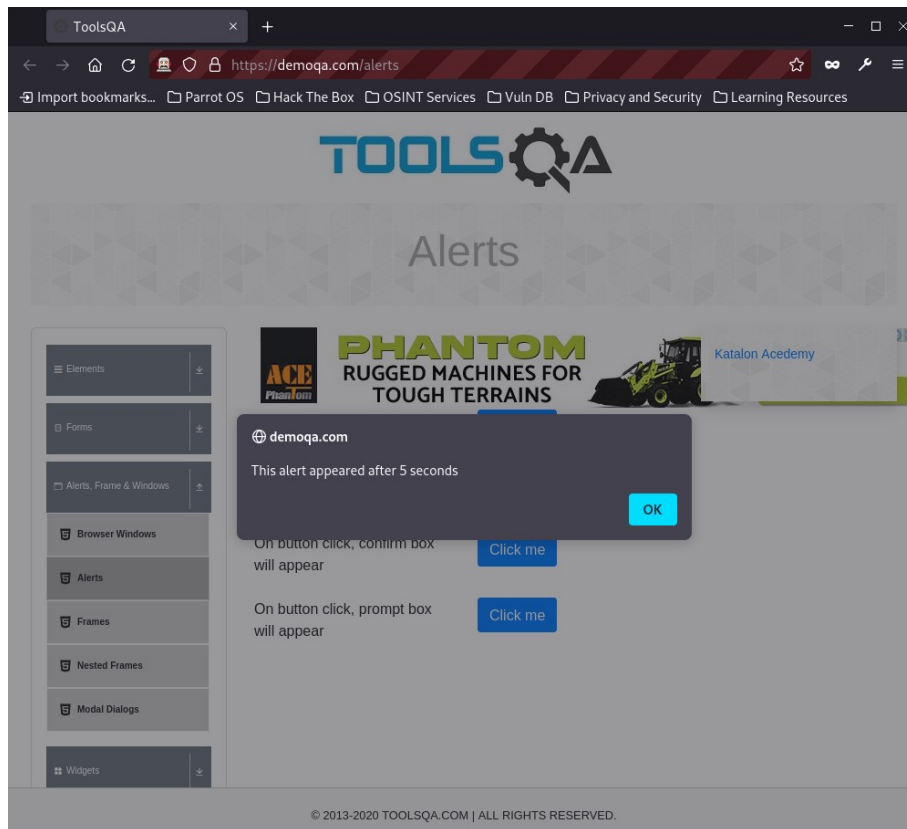 ToolsQA
https://demoqa.com/alerts
Import bookmarks... Parrot OS Hack The Box OSINT Services Vuln DB Privacy and Security Learning Resources
TOOLSQA
Alerts
Elements
Forms
Alerts, Frame & Windows
Browser Windows
Alerts
Frames
Nested Frames
Modal Dialogs
Widgets
ACE
Phantom
PHANTOM
RUGGED MACHINES FOR
TOUGH TERRAINS
Katalon Acedemy
demoqa.com
This alert appeared after 5 seconds
OK
On button click, confirm box
will appear
Click me
On button click, prompt box
will appear
Click me
© 2013-2020 TOOLSQA.COM | ALL RIGHTS RESERVED.